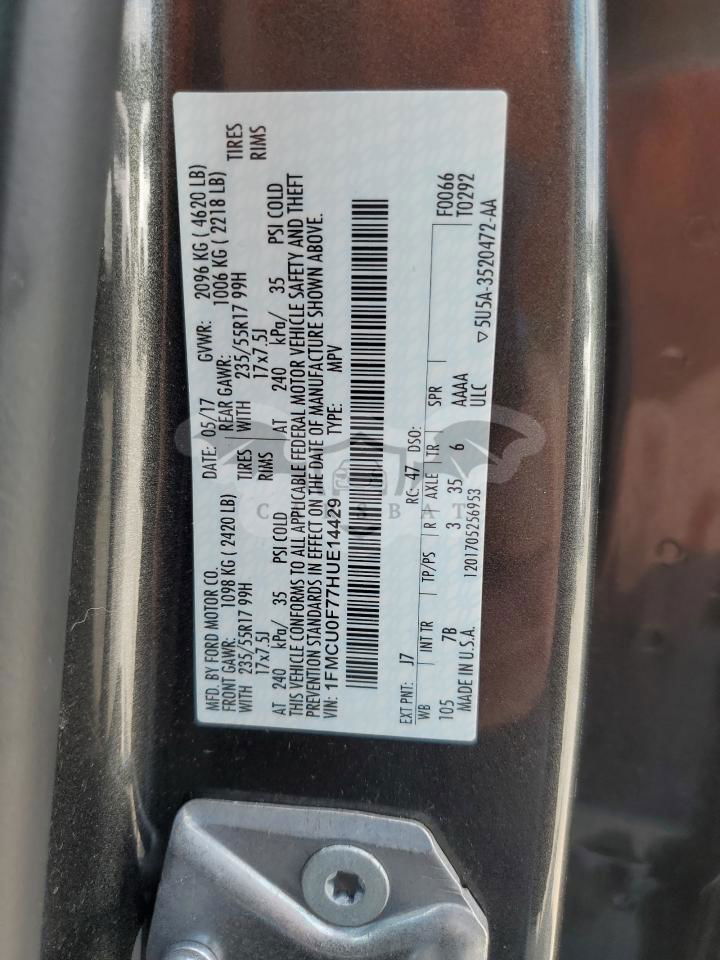 MFD. BY FORD MOTOR CO. DATE: 05/17 GVWR: 2096 KG ( 4620 LB)
FRONT GAWR: 1098 KG ( 2420 LB) REAR GAWR: 1006 KG ( 2218 LB)
WITH 235/55R17 99H TIRES WITH 235/55R17 99H TIRES
17x7.5J RIMS 17x7.5J RIMS
AT 240 kPa/ 35 PSI COLD AT 240 kPa/ 35 PSI COLD
THIS VEHICLE CONFORMS TO ALL APPLICABLE FEDERAL MOTOR VEHICLE SAFETY AND THEFT
PREVENTION STANDARDS IN EFFECT ON THE DATE OF MANUFACTURE SHOWN ABOVE.
VIN: 1FMCU0F77HUE14429 TYPE: MPV
EXT PNT: J7 RC: 47 DSO: F0066
WB INT TR TP/PS R AXLE TR SPR T0292
105 7B 3 35 6 AAAA
MADE IN U.S.A. 1201705256953 ULC ▽5U5A-3520472-AA